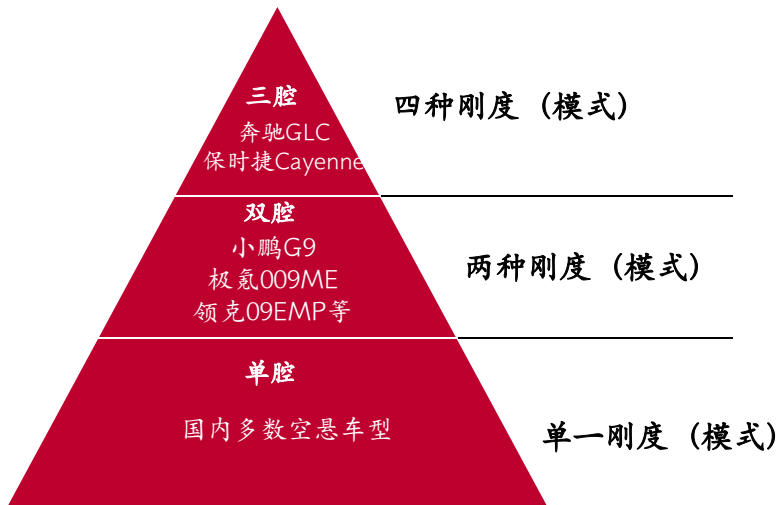 三腔
奔驰GLC
保时捷Cayenne
四种刚度（模式）
双腔
小鹏G9
极氪009ME
领克09EMP等
两种刚度（模式）
单腔
国内多数空悬车型
单一刚度（模式）